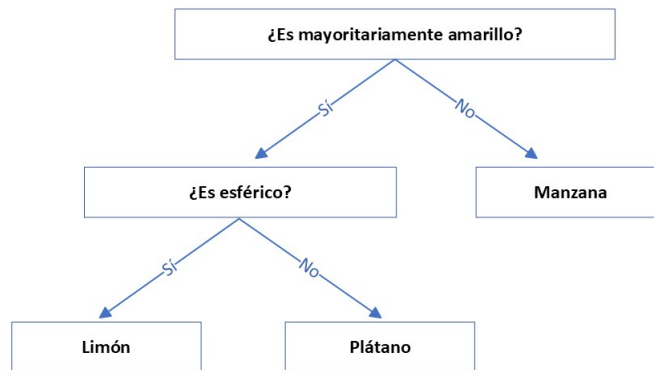 ¿Es mayoritariamente amarillo?
Sí
No
¿Es esférico?
Manzana
Sí
No
Limón
Plátano